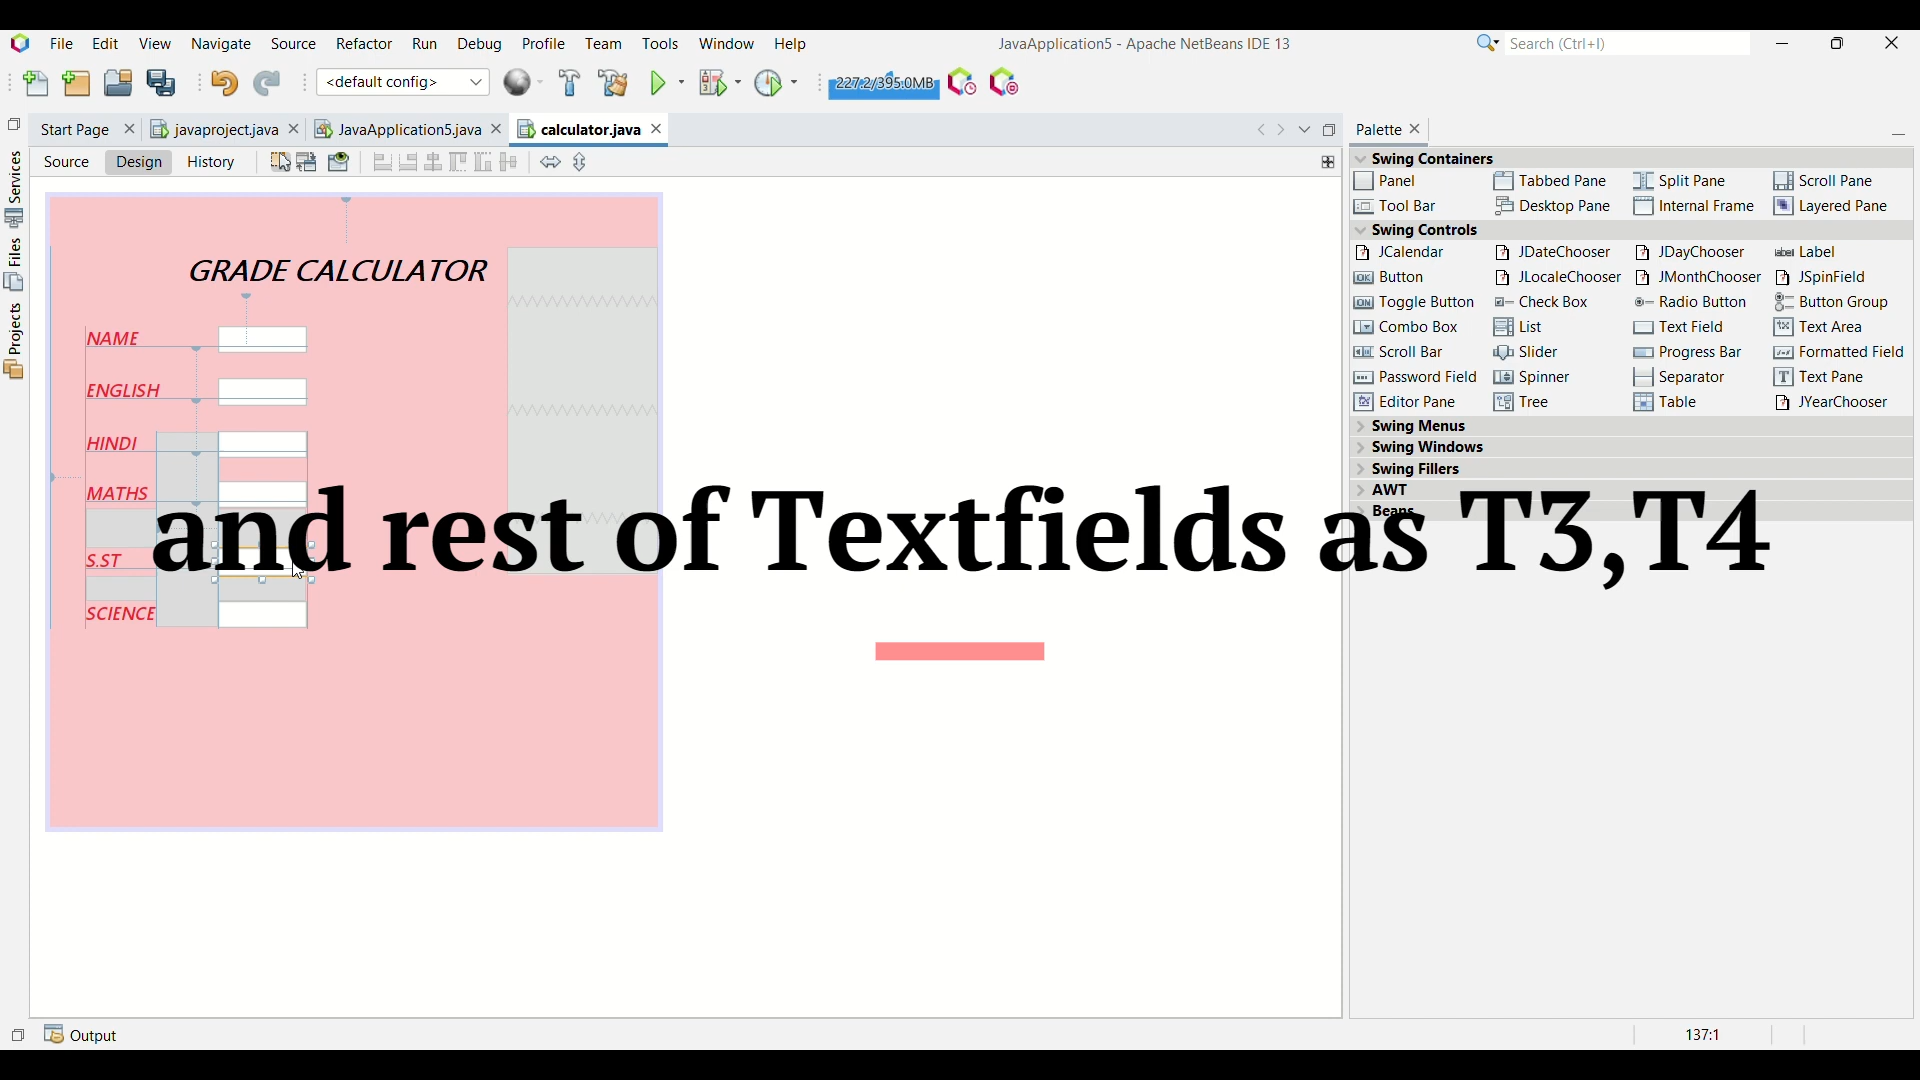 File Edit View Navigate Source Refactor Run Debug Profile Team Tools Window Help
JavaApplication5 - Apache NetBeans IDE 13
Search (Ctrl+I)
<default config>
227.2/395.0MB
Start Page
javaproject.java
JavaApplication5.java
calculator.java
Palette
Source Design History
Services
Files
Projects
GRADE CALCULATOR
NAME
ENGLISH
HINDI
MATHS
S.ST
SCIENCE
and rest of Textfields as T3,T4
Swing Containers
Panel Tabbed Pane Split Pane Scroll Pane
Tool Bar Desktop Pane Internal Frame Layered Pane
Swing Controls
JCalendar JDateChooser JDayChooser Label
Button JLocaleChooser JMonthChooser JSpinField
Toggle Button Check Box Radio Button Button Group
Combo Box List Text Field Text Area
Scroll Bar Slider Progress Bar Formatted Field
Password Field Spinner Separator Text Pane
Editor Pane Tree Table JYearChooser
Swing Menus
Swing Windows
Swing Fillers
AWT
Beans
Output
137:1